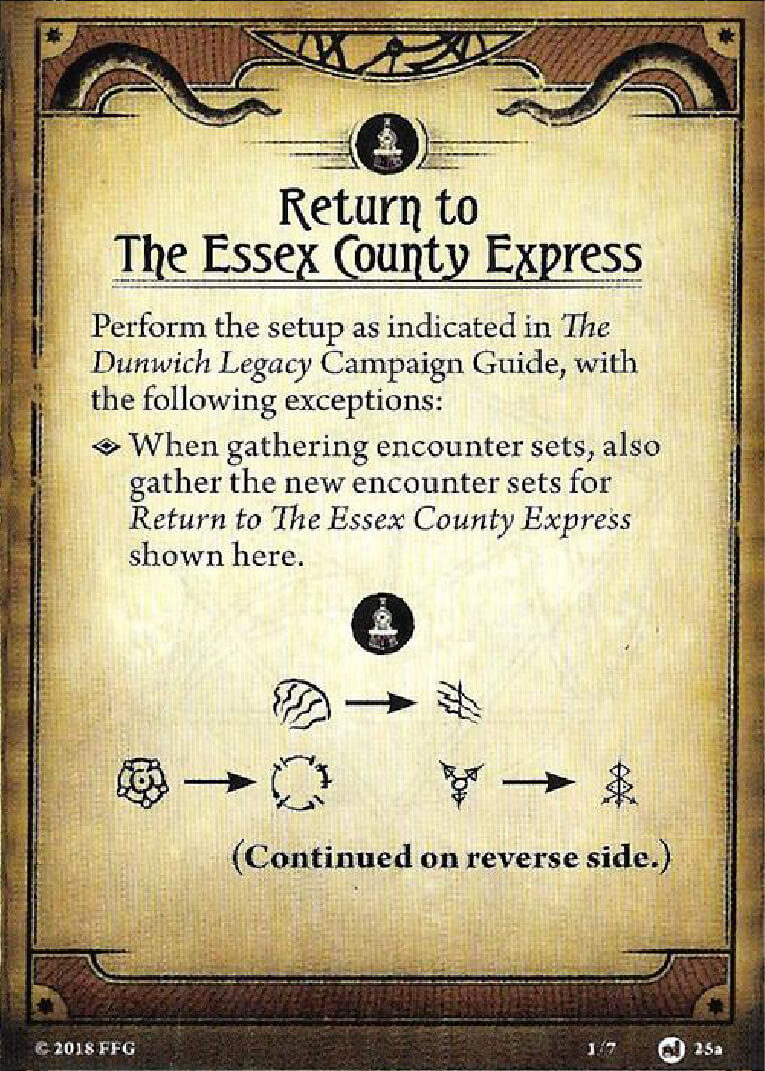 Return to
The Essex County Express
Perform the setup as indicated in The
Dunwich Legacy Campaign Guide, with
the following exceptions:
When gathering encounter sets, also
gather the new encounter sets for
Return to The Essex County Express
shown here.
(Continued on reverse side.)
© 2018 FFG 1/7 25a